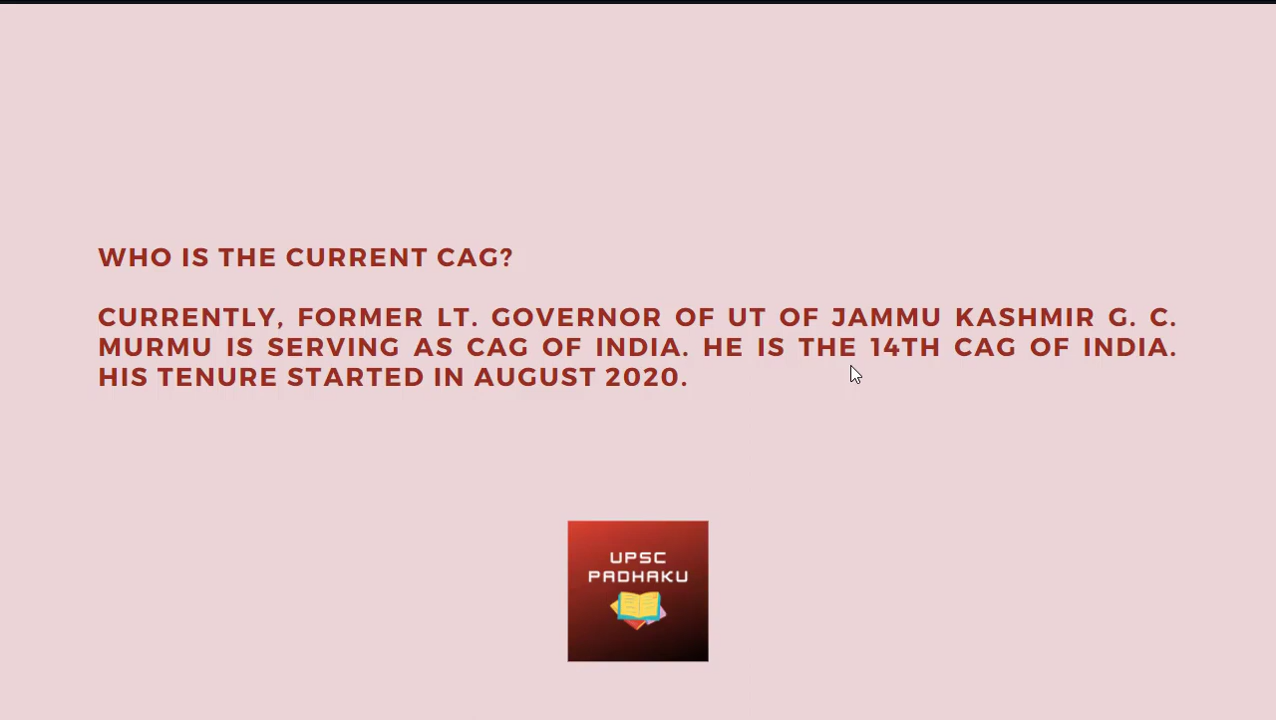 WHO IS THE CURRENT CAG?
CURRENTLY, FORMER LT. GOVERNOR OF UT OF JAMMU KASHMIR G. C.
MURMU IS SERVING AS CAG OF INDIA. HE IS THE 14TH CAG OF INDIA.
HIS TENURE STARTED IN AUGUST 2020.
UPSC
PADHAKU